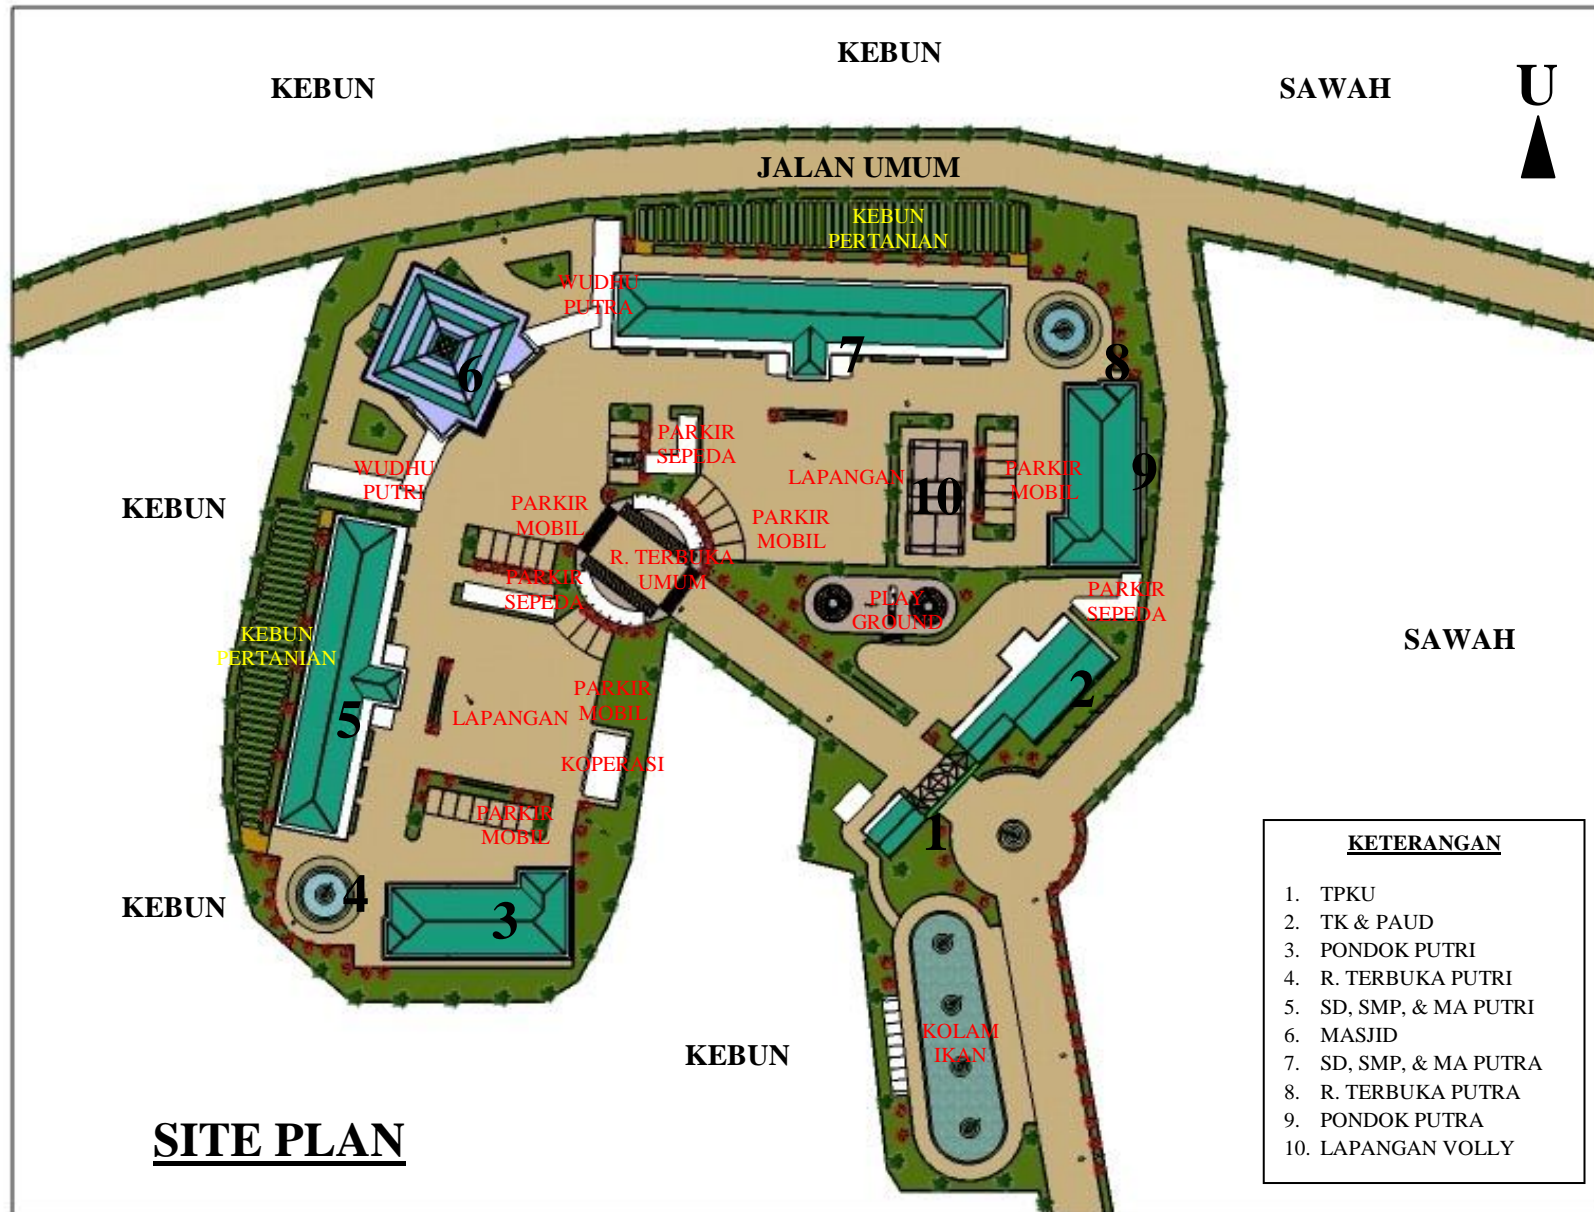 KEBUN
KEBUN
SAWAH
U
JALAN UMUM
KEBUN
PERTANIAN
WUDHU
PUTRA
7
8
6
PARKIR
SEPEDA
WUDHU
PUTRI
LAPANGAN
10
PARKIR
MOBIL
9
KEBUN
PARKIR
MOBIL
PARKIR
MOBIL
R. TERBUKA
UMUM
PARKIR
SEPEDA
PLAY
GROUND
PARKIR
SEPEDA
KEBUN
PERTANIAN
SAWAH
5
LAPANGAN
PARKIR
MOBIL
2
KOPERASI
PARKIR
MOBIL
1
4
3
KEBUN
KOLAM
IKAN
KEBUN
SITE PLAN
KETERANGAN
1. TPKU
2. TK & PAUD
3. PONDOK PUTRI
4. R. TERBUKA PUTRI
5. SD, SMP, & MA PUTRI
6. MASJID
7. SD, SMP, & MA PUTRA
8. R. TERBUKA PUTRA
9. PONDOK PUTRA
10. LAPANGAN VOLLY